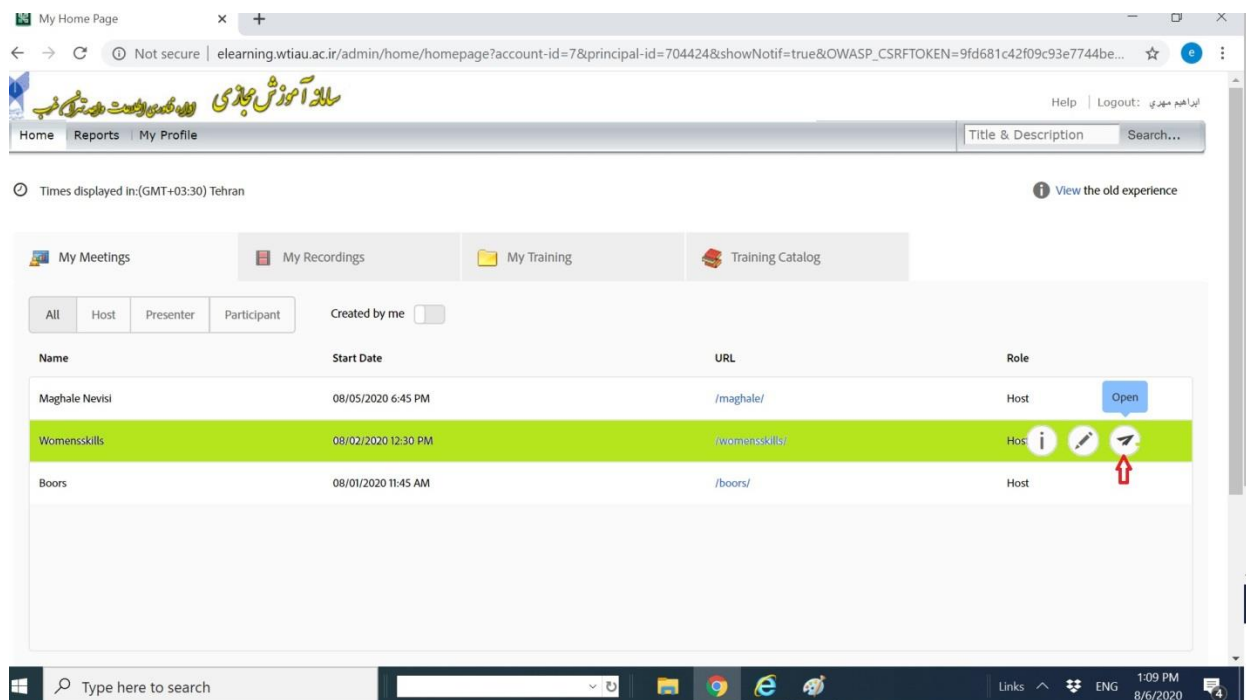 My Home Page
Not secure | elearning.wtiau.ac.ir/admin/home/homepage?account-id=7&principal-id=704424&showNotif=true&OWASP_CSRFTOKEN=9fd681c42f09c93e7744be...
e
سامانه آموزش مجازی
Help | Logout: ابراهیم مهري
Home Reports My Profile
Title & Description Search...
Times displayed in:(GMT+03:30) Tehran
View the old experience
My Meetings My Recordings My Training Training Catalog
All Host Presenter Participant Created by me
Name Start Date URL Role
Maghale Nevisi 08/05/2020 6:45 PM /maghale/ Host
Open
Womensskills 08/02/2020 12:30 PM /womensskills/ Hos i
Boors 08/01/2020 11:45 AM /boors/ Host
Type here to search
Links ENG
1:09 PM
8/6/2020
4